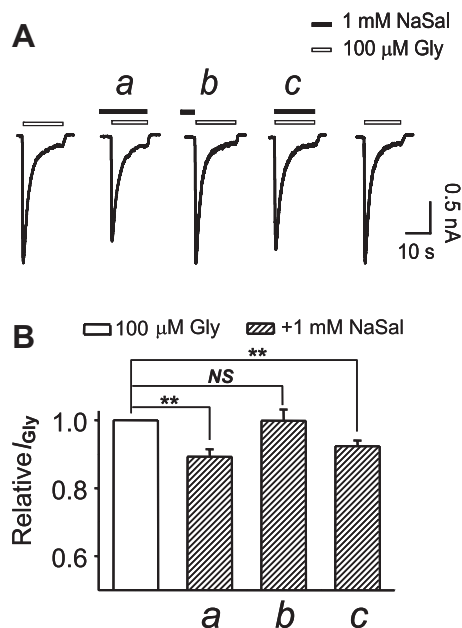 A
1 mM NaSal
100 μM Gly
a b c
0.5 nA
10 s
B
100 μM Gly +1 mM NaSal
**
NS
**
Relative IGly
1.0
0.8
0.6
a b c